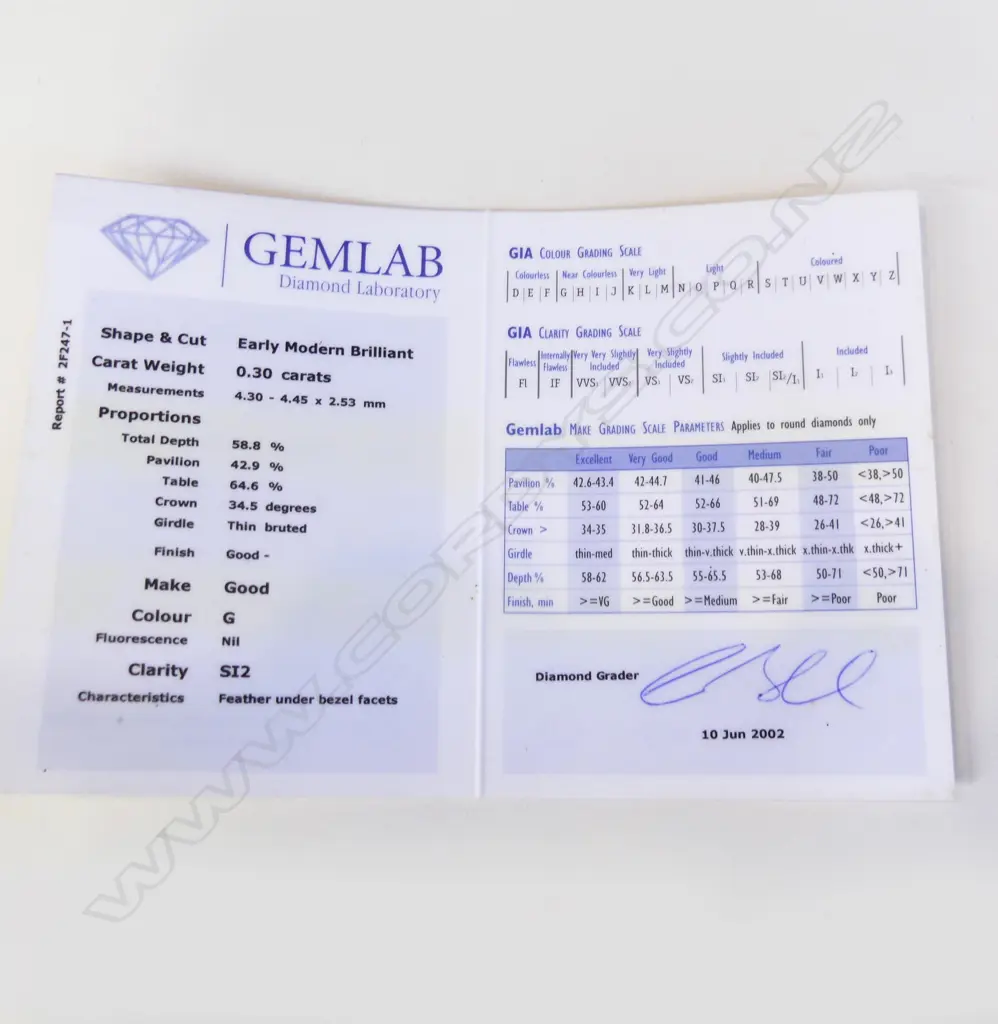 GEMLAB
Diamond Laboratory
Report # 2F247-1
Shape & Cut Early Modern Brilliant
Carat Weight 0.30 carats
Measurements 4.30 - 4.45 x 2.53 mm
Proportions
Total Depth 58.8 %
Pavilion 42.9 %
Table 64.6 %
Crown 34.5 degrees
Girdle Thin bruted
Finish Good -
Make Good
Colour G
Fluorescence Nil
Clarity SI2
Characteristics Feather under bezel facets
GIA COLOUR GRADING SCALE
Colourless Near Colourless Very Light Light Coloured
D E F G H I J K L M N O P Q R S T U V W X Y Z
GIA CLARITY GRADING SCALE
Flawless Internally Flawless Very Very Slightly Included Very Slightly Included Slightly Included Included
Fl IF VVS1 VVS2 VS1 VS2 SI1 SI2 SI2/I1 I1 I2 I3
Gemlab MAKE GRADING SCALE PARAMETERS Applies to round diamonds only
Excellent Very Good Good Medium Fair Poor
Pavilion % 42.6-43.4 42-44.7 41-46 40-47.5 38-50 <38,>50
Table % 53-60 52-64 52-66 51-69 48-72 <48,>72
Crown > 34-35 31.8-36.5 30-37.5 28-39 26-41 <26,>41
Girdle thin-med thin-thick thin-v.thick v.thin-x.thick x.thin-x.thk x.thick+
Depth % 58-62 56.5-63.5 55-65.5 53-68 50-71 <50,>71
Finish, min >=VG >=Good >=Medium >=Fair >=Poor Poor
Diamond Grader
10 Jun 2002
WWW.CORDYS.CO.NZ